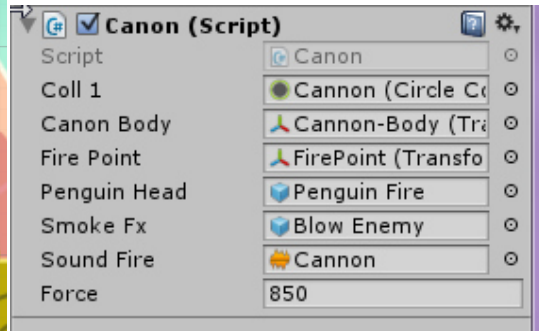 Canon (Script)
Script Canon
Coll 1 Cannon (Circle Co
Canon Body Cannon-Body (Tra
Fire Point FirePoint (Transfo
Penguin Head Penguin Fire
Smoke Fx Blow Enemy
Sound Fire Cannon
Force 850